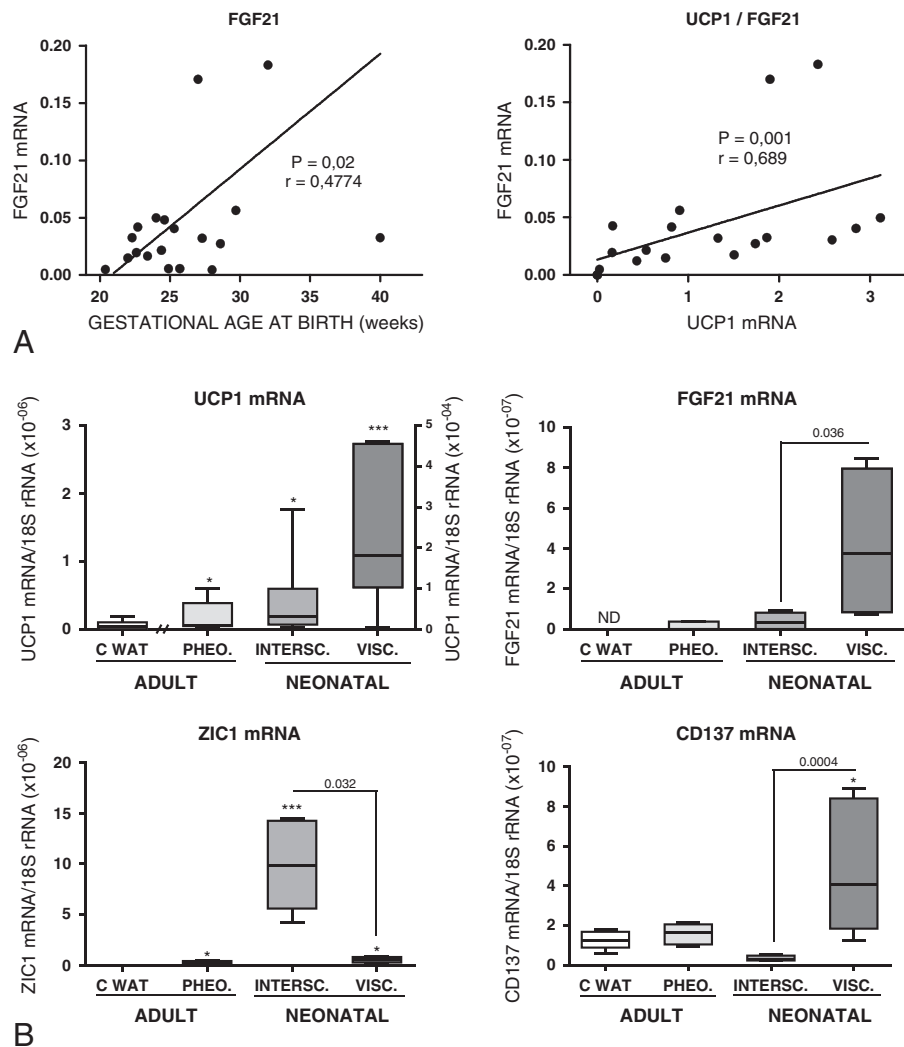 FGF21
FGF21 mRNA
0.20
0.15
0.10
0.05
0.00
P = 0,02
r = 0,4774
20 25 30 35 40
GESTATIONAL AGE AT BIRTH (weeks)
UCP1 / FGF21
FGF21 mRNA
0.20
0.15
0.10
0.05
0.00
P = 0,001
r = 0,689
0 1 2 3
UCP1 mRNA
A
UCP1 mRNA
UCP1 mRNA/18S rRNA (x10-06)
3
2
1
0
*
*
***
5
4
3
2
1
0
UCP1 mRNA/18S rRNA (x10-04)
C WAT PHEO. INTERSC. VISC.
ADULT NEONATAL
FGF21 mRNA
FGF21 mRNA/18S rRNA (x10-07)
10
8
6
4
2
0
ND
0.036
C WAT PHEO. INTERSC. VISC.
ADULT NEONATAL
ZIC1 mRNA
ZIC1 mRNA/18S rRNA (x10-06)
20
15
10
5
0
0.032
***
*
*
C WAT PHEO. INTERSC. VISC.
ADULT NEONATAL
CD137 mRNA
CD137 mRNA/18S rRNA (x10-07)
10
8
6
4
2
0
0.0004
*
C WAT PHEO. INTERSC. VISC.
ADULT NEONATAL
B